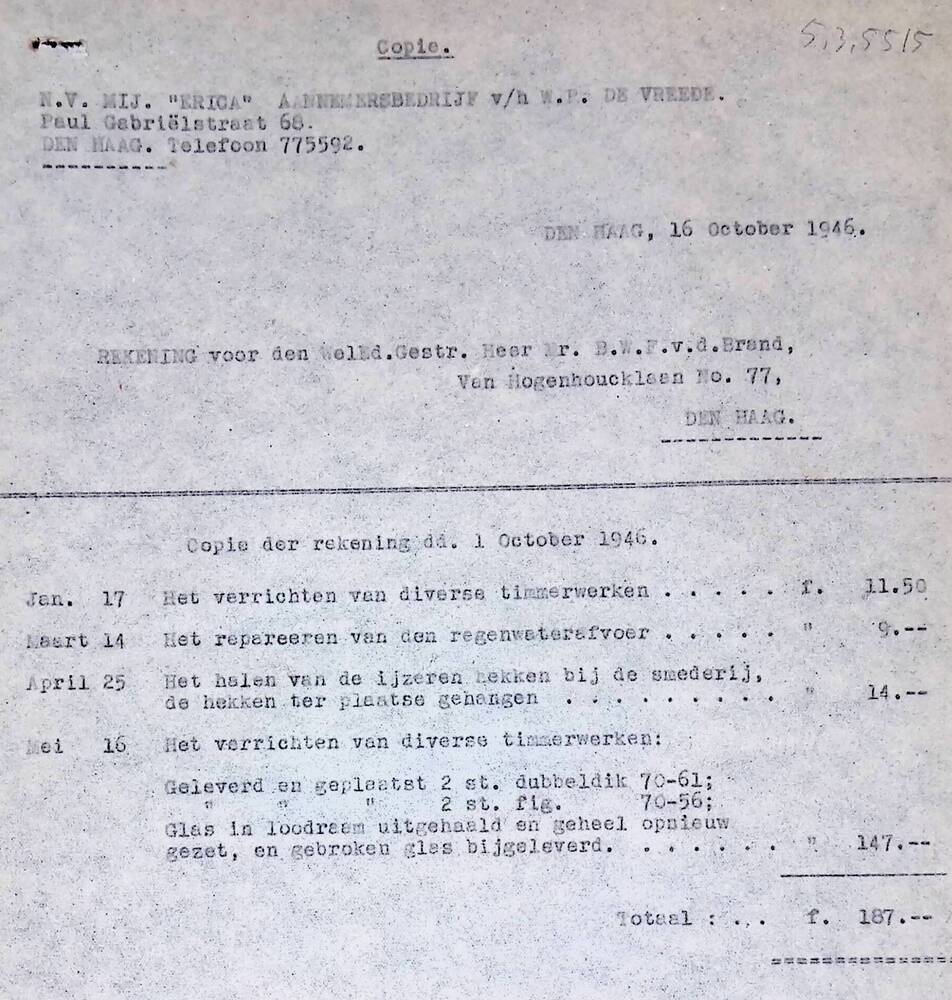 Copie.
5,3,5515
N.V. MIJ. "ERICA" AANNEMERSBEDRIJF v/h W.P. DE VREEDE.
Paul Gabriëlstraat 68.
DEN HAAG. Telefoon 775592.
DEN HAAG, 16 October 1946.
REKENING voor den WelEd.Gestr. Heer Mr. B.W.F.v.d.Brand,
Van Hogenhoucklaan No. 77,
DEN HAAG.
Copie der rekening dd. 1 October 1946.
Jan. 17 Het verrichten van diverse timmerwerken . . . . . f. 11.50
Maart 14 Het repareeren van den regenwaterafvoer . . . . . " 9.--
April 25 Het halen van de ijzeren hekken bij de smederij,
de hekken ter plaatse gehangen . . . . . . . . . " 14.--
Mei 16 Het verrichten van diverse timmerwerken:
Geleverd en geplaatst 2 st. dubbeldik 70-61;
" " " 2 st. fig. 70-56;
Glas in loodraam uitgehaald en geheel opnieuw
gezet, en gebroken glas bijgeleverd. . . . . . . " 147.--
Totaal : . . . f. 187.--